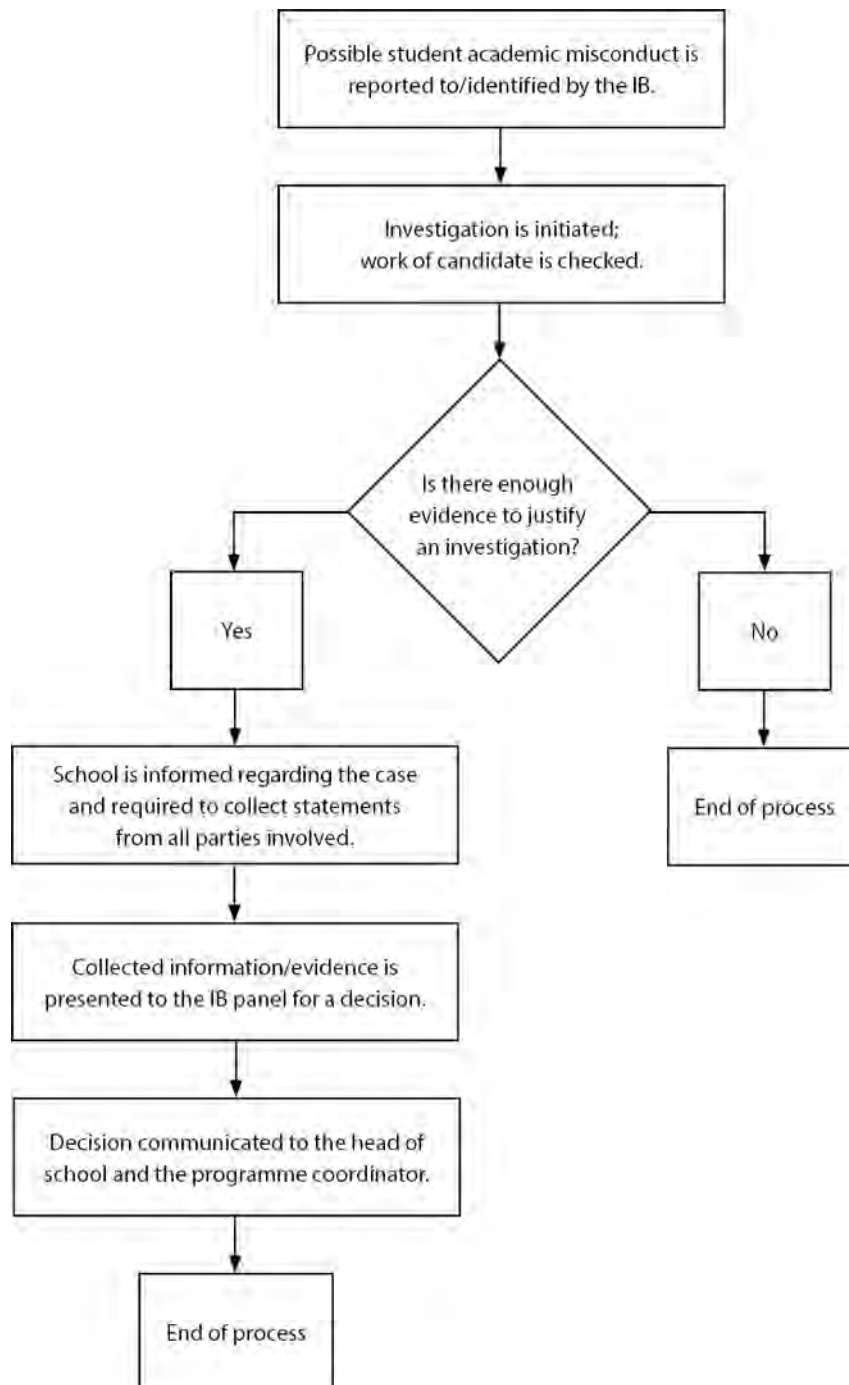 Possible student academic misconduct is
reported to/identified by the IB.
Investigation is initiated;
work of candidate is checked.
Is there enough
evidence to justify
an investigation?
Yes
No
School is informed regarding the case
and required to collect statements
from all parties involved.
End of process
Collected information/evidence is
presented to the IB panel for a decision.
Decision communicated to the head of
school and the programme coordinator.
End of process